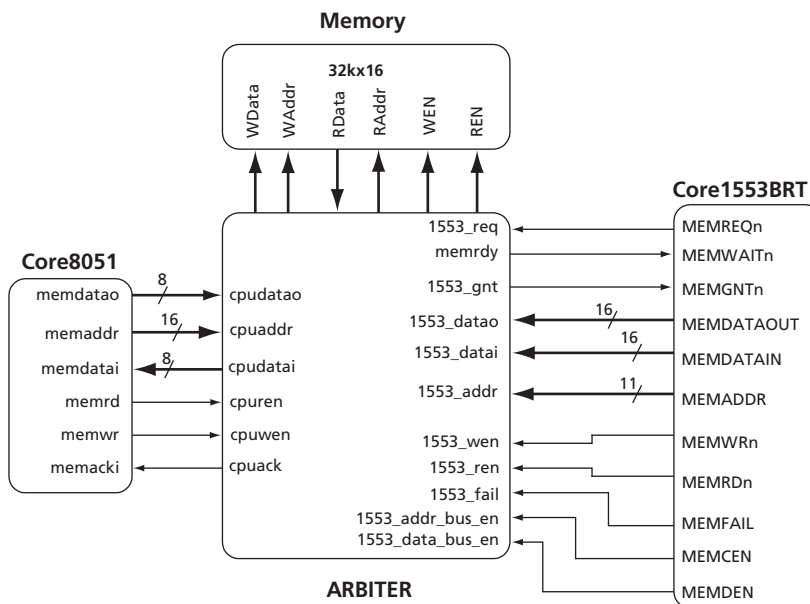 Memory
32kx16
WData
WAddr
RData
RAddr
WEN
REN
Core8051
memdatao
memaddr
memdatai
memrd
memwr
memacki
8
16
8
cpudatao
cpuaddr
cpudatai
cpuren
cpuwen
cpuack
1553_req
memrdy
1553_gnt
1553_datao
1553_datai
1553_addr
1553_wen
1553_ren
1553_fail
1553_addr_bus_en
1553_data_bus_en
ARBITER
16
16
11
Core1553BRT
MEMREQn
MEMWAITn
MEMGNTn
MEMDATAOUT
MEMDATAIN
MEMADDR
MEMWRn
MEMRDn
MEMFAIL
MEMCEN
MEMDEN